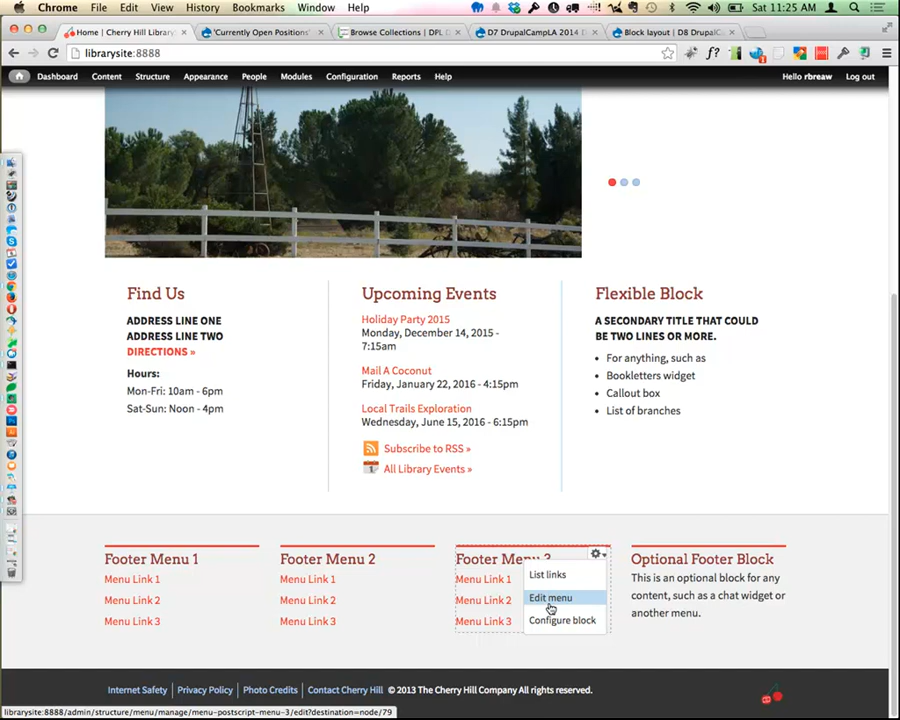 Chrome File Edit View History Bookmarks Window Help Sat 11:25 AM
Home | Cherry Hill Library 'Currently Open Positions' Browse Collections | DPL D7 DrupalCampLA 2014 D Block layout | D8 DrupalCa
librarysite:8888
Dashboard Content Structure Appearance People Modules Configuration Reports Help Hello rbreaw Log out
Find Us
ADDRESS LINE ONE
ADDRESS LINE TWO
DIRECTIONS »
Hours:
Mon-Fri: 10am - 6pm
Sat-Sun: Noon - 4pm
Upcoming Events
Holiday Party 2015
Monday, December 14, 2015 -
7:15am
Mail A Coconut
Friday, January 22, 2016 - 4:15pm
Local Trails Exploration
Wednesday, June 15, 2016 - 6:15pm
Subscribe to RSS »
All Library Events »
Flexible Block
A SECONDARY TITLE THAT COULD
BE TWO LINES OR MORE.
• For anything, such as
• Bookletters widget
• Callout box
• List of branches
Footer Menu 1
Menu Link 1
Menu Link 2
Menu Link 3
Footer Menu 2
Menu Link 1
Menu Link 2
Menu Link 3
Footer Menu 3
Menu Link 1
Menu Link 2
Menu Link 3
List links
Edit menu
Configure block
Optional Footer Block
This is an optional block for any
content, such as a chat widget or
another menu.
Internet Safety Privacy Policy Photo Credits Contact Cherry Hill © 2013 The Cherry Hill Company All rights reserved.
librarysite:8888/admin/structure/menu/manage/menu-postscript-menu-3/edit?destination=node/79